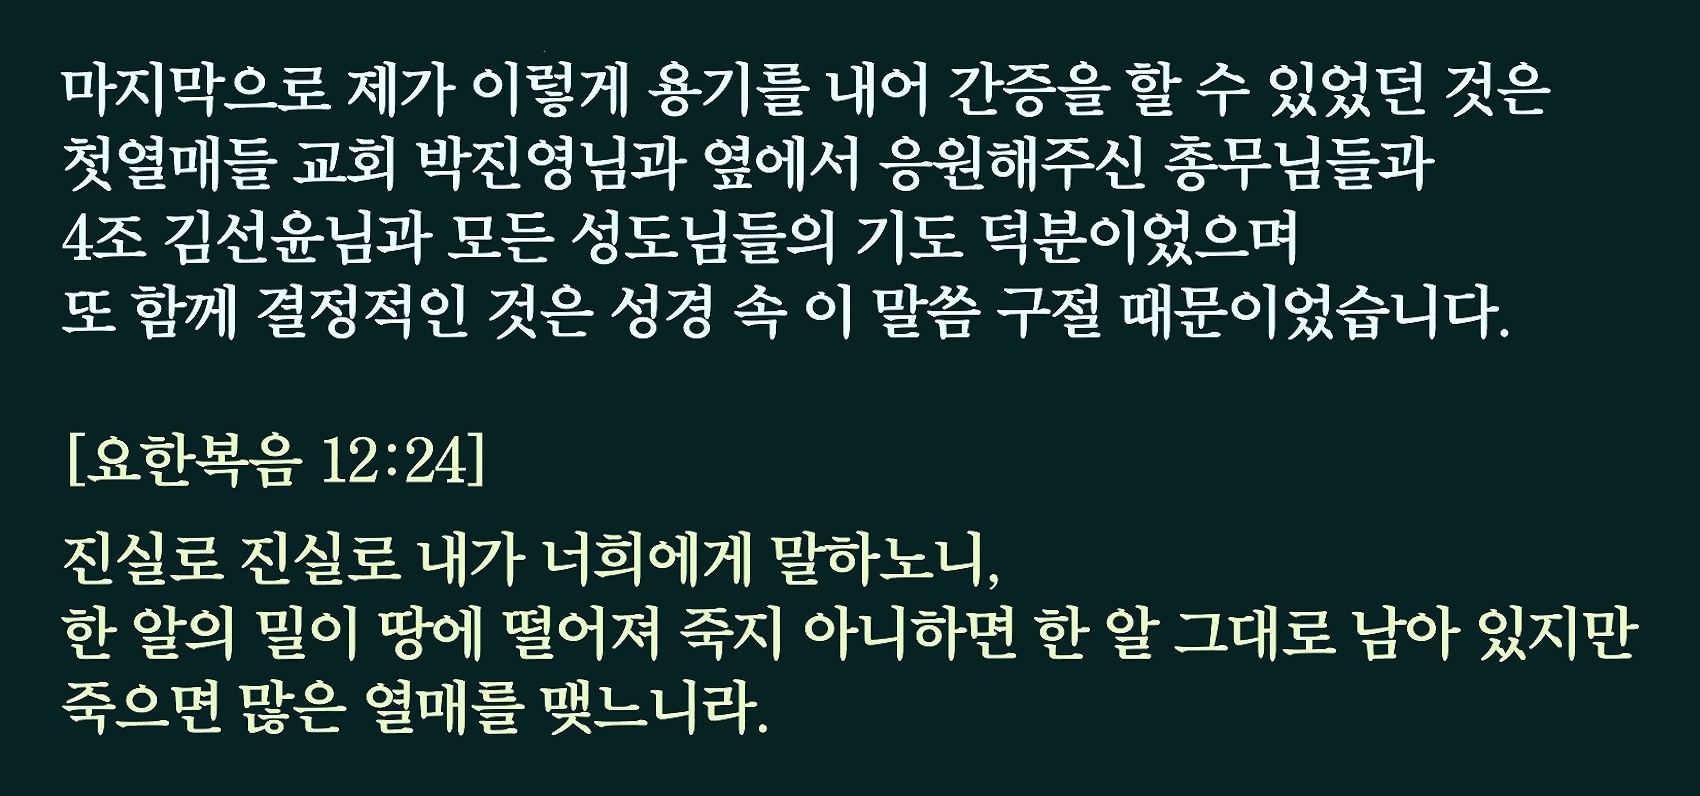 마지막으로 제가 이렇게 용기를 내어 간증을 할 수 있었던 것은
첫열매들 교회 박진영님과 옆에서 응원해주신 총무님들과
4조 김선윤님과 모든 성도님들의 기도 덕분이었으며
또 함께 결정적인 것은 성경 속 이 말씀 구절 때문이었습니다.
[요한복음 12:24]
진실로 진실로 내가 너희에게 말하노니,
한 알의 밀이 땅에 떨어져 죽지 아니하면 한 알 그대로 남아 있지만
죽으면 많은 열매를 맺느니라.